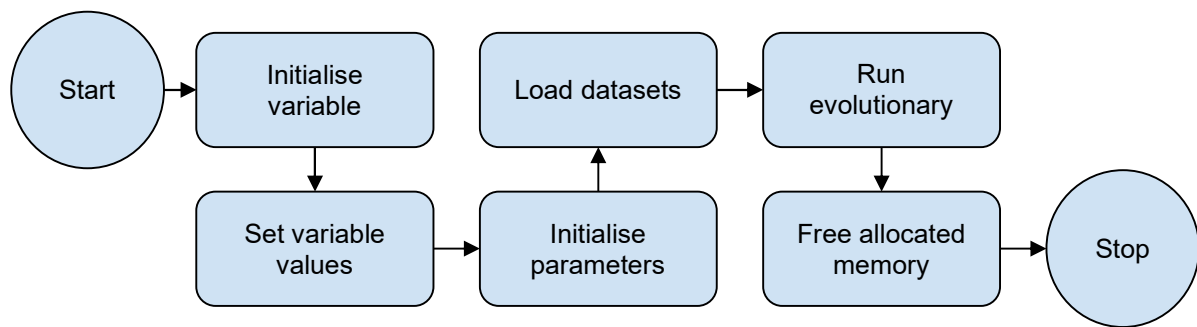 Start
Initialise
variable
Set variable
values
Initialise
parameters
Load datasets
Run
evolutionary
Free allocated
memory
Stop